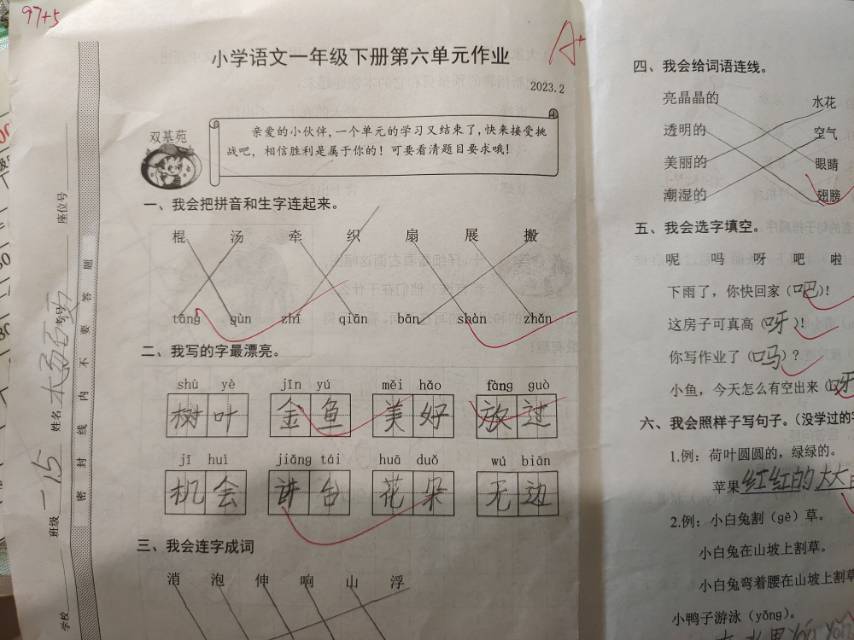 97+5
A+
小学语文一年级下册第六单元作业
2023.2
双基苑
亲爱的小伙伴，一个单元的学习又结束了，快来接受挑
战吧，相信胜利是属于你的！可要看清题目要求哦！
一、我会把拼音和生字连起来。
棍 汤 牵 织 扇 展 搬
tāng gùn zhī qiān bān shàn zhǎn
二、我写的字最漂亮。
shù yè jīn yú měi hǎo fàng guò
树叶 金鱼 美好 放过
jī huì jiǎng tái huā duǒ wú biān
机会 讲台 花朵 无边
三、我会连字成词
消 泡 伸 响 山 浮
四、我会给词语连线。
亮晶晶的 水花
透明的 空气
美丽的 眼睛
潮湿的 翅膀
五、我会选字填空。
呢 吗 呀 吧 啦
下雨了，你快回家（吧）！
这房子可真高（呀）！
你写作业了（吗）？
小鱼，今天怎么有空出来（呀
六、我会照样子写句子。（没学过的字
1.例：荷叶圆圆的，绿绿的。
苹果红红的大大
2.例：小白兔割（gē）草。
小白兔在山坡上割草。
小白兔弯着腰在山坡上割草
小鸭子游泳（yǒng）。
座位号
考号
姓名
班级 一15
学校
密 封 线 内 不 要 答 题